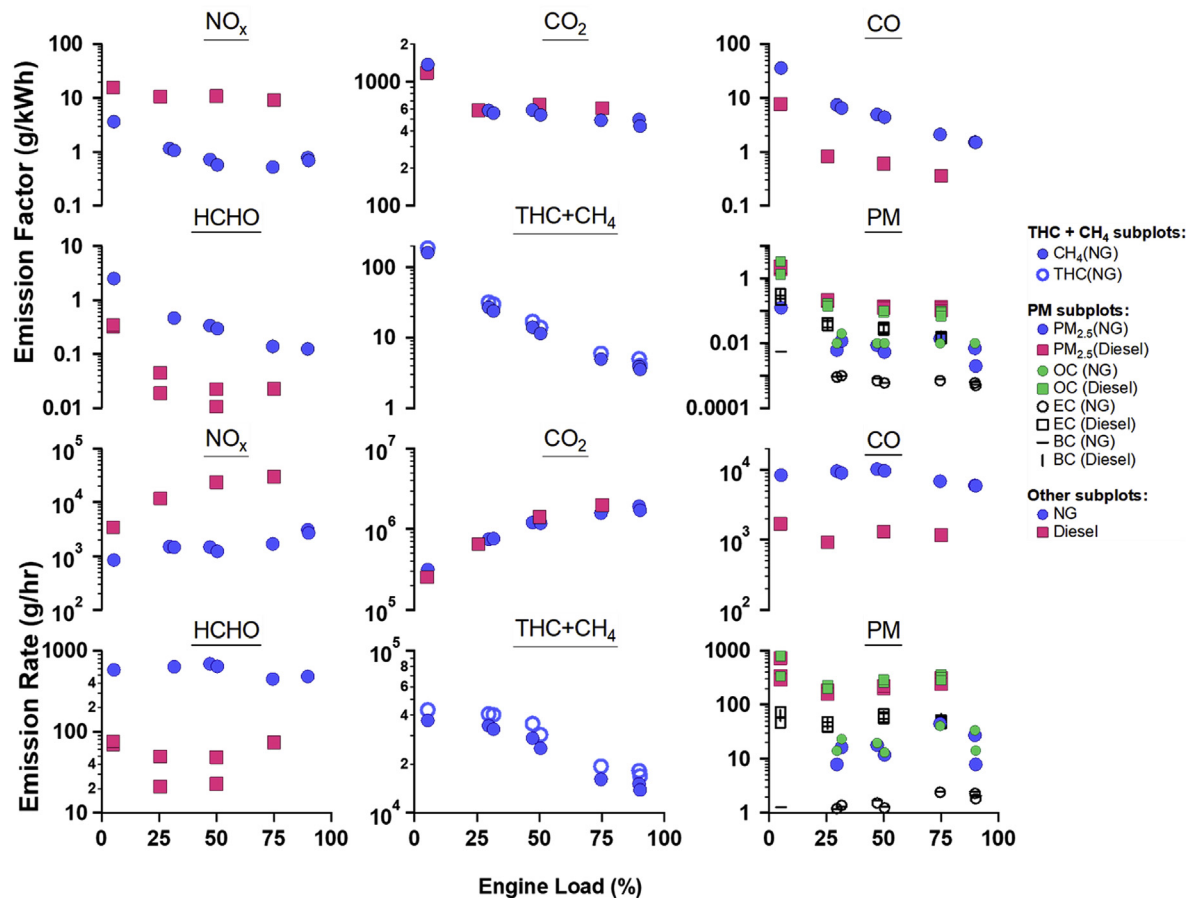 NOx
CO2
CO
Emission Factor (g/kWh)
100
10
1
0.1
2
1000
6
4
2
100
100
10
1
0.1
HCHO
THC+CH4
PM
10
1
0.1
0.01
100
10
1
1
0.01
0.0001
THC + CH4 subplots:
CH4(NG)
THC(NG)
PM subplots:
PM2.5(NG)
PM2.5(Diesel)
OC (NG)
OC (Diesel)
EC (NG)
EC (Diesel)
BC (NG)
BC (Diesel)
Other subplots:
NG
Diesel
NOx
CO2
CO
Emission Rate (g/hr)
10^5
10^4
10^3
10^2
10^7
10^6
10^5
10^4
10^3
10^2
HCHO
THC+CH4
PM
1000
6
4
2
100
6
4
2
10
10^5
6
4
2
10^4
1000
100
10
1
0 25 50 75 100
0 25 50 75 100
0 25 50 75 100
Engine Load (%)